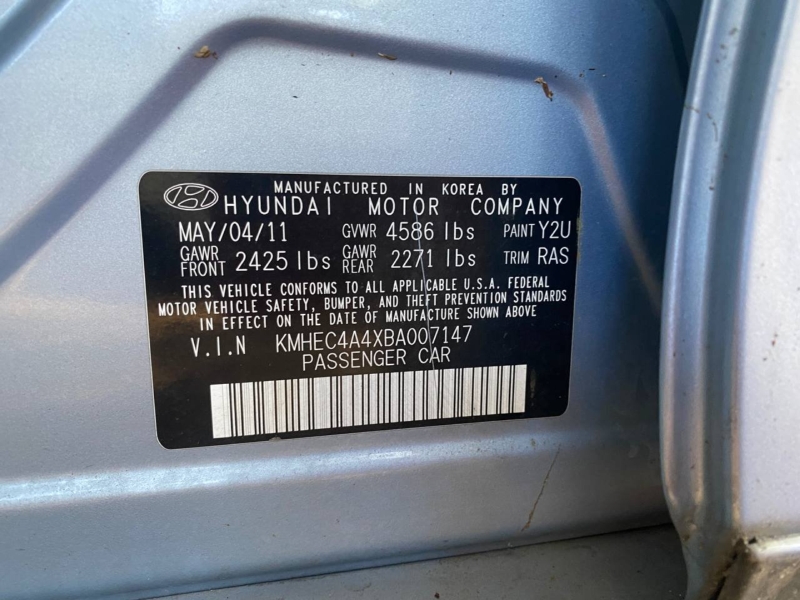 MANUFACTURED IN KOREA BY
HYUNDAI MOTOR COMPANY
MAY/04/11 GVWR 4586 lbs PAINT Y2U
GAWR FRONT 2425 lbs GAWR REAR 2271 lbs TRIM RAS
THIS VEHICLE CONFORMS TO ALL APPLICABLE U.S.A. FEDERAL
MOTOR VEHICLE SAFETY, BUMPER, AND THEFT PREVENTION STANDARDS
IN EFFECT ON THE DATE OF MANUFACTURE SHOWN ABOVE
V.I.N KMHEC4A4XBA007147
PASSENGER CAR